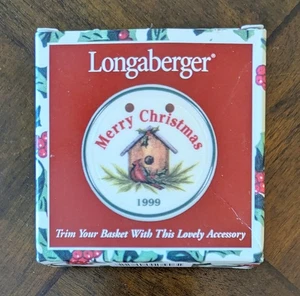 Longaberger®
Merry Christmas
1999
Trim Your Basket With This Lovely Accessory